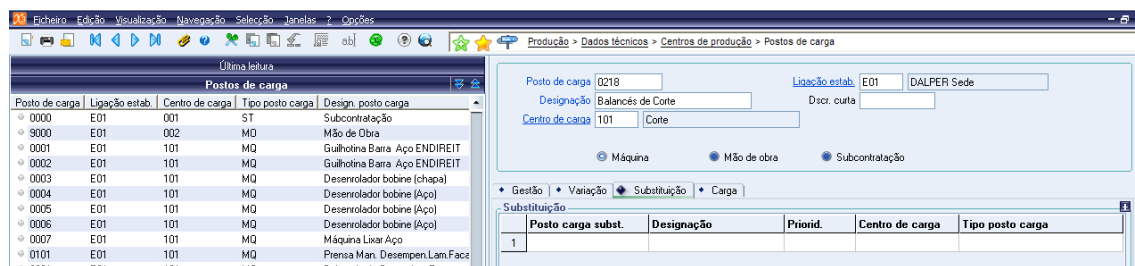 Ficheiro Edição Visualização Navegação Selecção Janelas ? Opções
Produção > Dados técnicos > Centros de produção > Postos de carga
Última leitura
Postos de carga
Posto de carga Ligação estab. Centro de carga Tipo posto carga Design. posto carga
0000 E01 001 ST Subcontratação
9000 E01 002 MO Mão de Obra
0001 E01 101 MQ Guilhotina Barra Aço ENDIREIT
0002 E01 101 MQ Guilhotina Barra Aço ENDIREIT
0003 E01 101 MQ Desenrolador bobine (chapa)
0004 E01 101 MQ Desenrolador bobine (Aço)
0005 E01 101 MQ Desenrolador bobine (Aço)
0006 E01 101 MQ Desenrolador bobine (Aço)
0007 E01 101 MQ Máquina Lixar Aço
0101 E01 101 MQ Prensa Man. Desempen.Lam.Faca
Posto de carga 0218 Ligação estab. E01 DALPER Sede
Designação Balancés de Corte Dscr. curta
Centro de carga 101 Corte
Máquina Mão de obra Subcontratação
Gestão Variação Substituição Carga
Substituição
Posto carga subst. Designação Priorid. Centro de carga Tipo posto carga
1